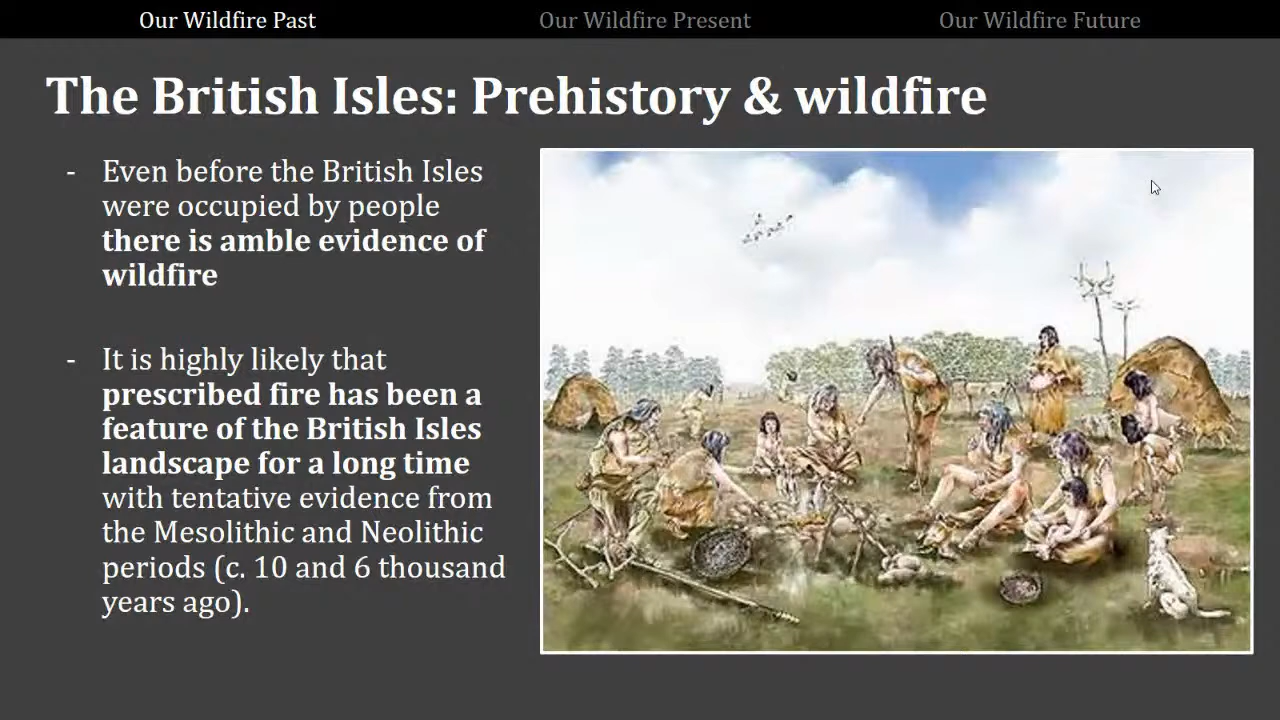 Our Wildfire Past
Our Wildfire Present
Our Wildfire Future
The British Isles: Prehistory & wildfire
- Even before the British Isles
were occupied by people
there is amble evidence of
wildfire
- It is highly likely that
prescribed fire has been a
feature of the British Isles
landscape for a long time
with tentative evidence from
the Mesolithic and Neolithic
periods (c. 10 and 6 thousand
years ago).